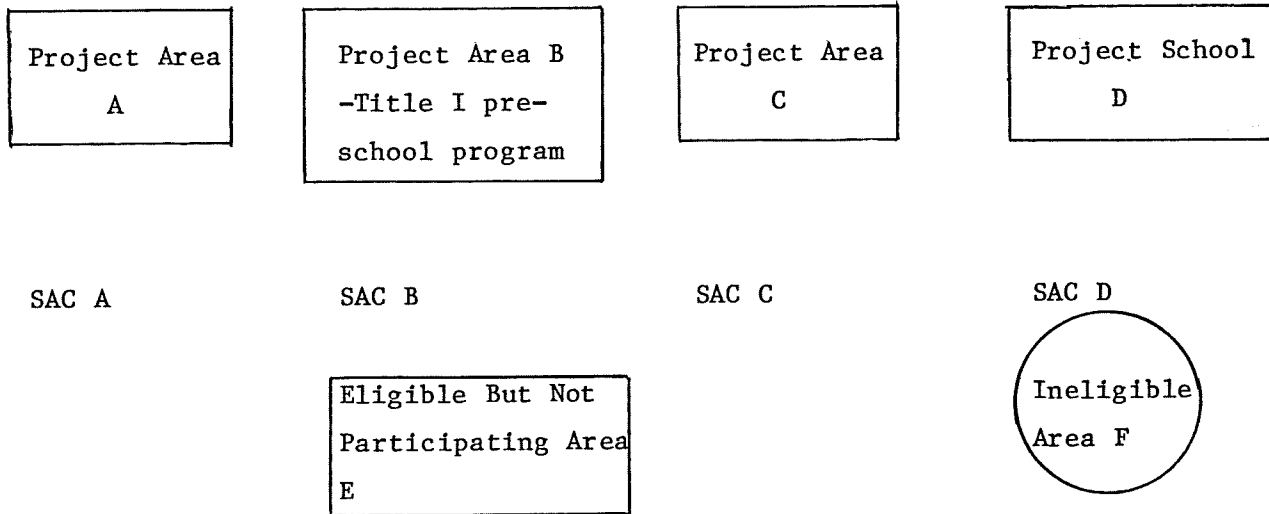 Project Area
A
Project Area B
-Title I pre-
school program
Project Area
C
Project School
D
SAC A
SAC B
SAC C
SAC D
Eligible But Not
Participating Area
E
Ineligible
Area F